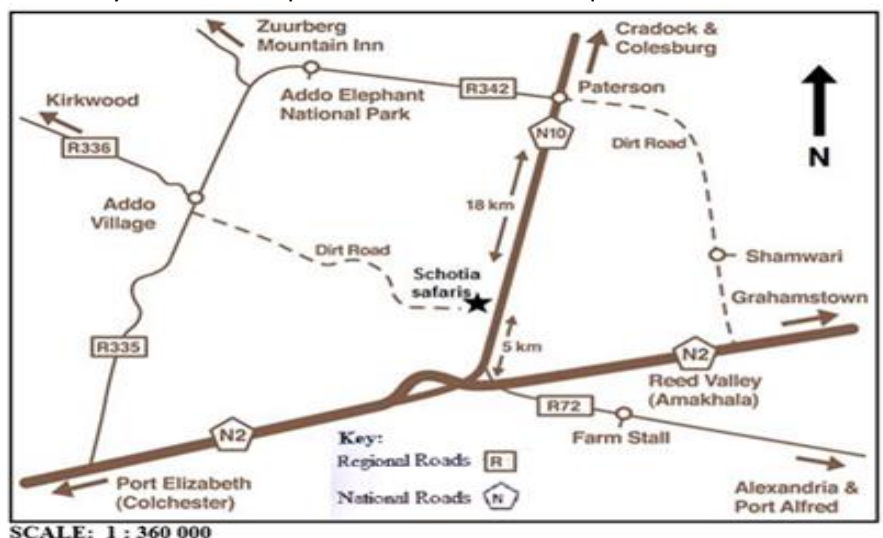 Zuurberg
Mountain Inn
Cradock &
Colesburg
Kirkwood
R342
Paterson
Addo Elephant
National Park
R336
N10
Dirt Road
N
Addo
Village
18 km
Dirt Road
Schotia
safaris
Shamwari
Grahamstown
R335
5 km
N2
Reed Valley
(Amakhala)
R72
N2
Farm Stall
Key:
Regional Roads R
National Roads N
Port Elizabeth
(Colchester)
Alexandria &
Port Alfred
SCALE: 1 : 360 000